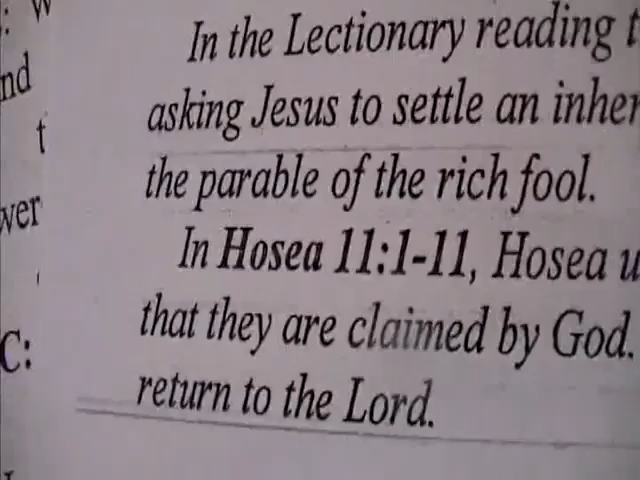 In the Lectionary reading
asking Jesus to settle an
the parable of the rich fool.
In Hosea 11:1-11, Hosea
that they are claimed by God.
return to the Lord.
C: